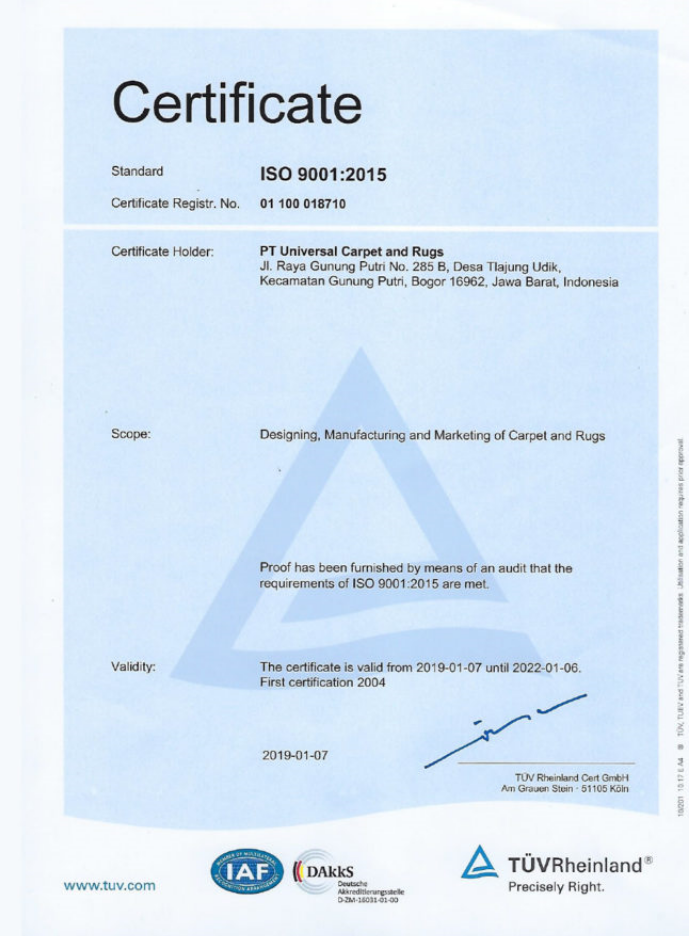 Certificate
Standard ISO 9001:2015
Certificate Registr. No. 01 100 018710
Certificate Holder: PT Universal Carpet and Rugs
Jl. Raya Gunung Putri No. 285 B, Desa Tlajung Udik,
Kecamatan Gunung Putri, Bogor 16962, Jawa Barat, Indonesia
Scope: Designing, Manufacturing and Marketing of Carpet and Rugs
Proof has been furnished by means of an audit that the
requirements of ISO 9001:2015 are met.
Validity: The certificate is valid from 2019-01-07 until 2022-01-06.
First certification 2004
2019-01-07
TÜV Rheinland Cert GmbH
Am Grauen Stein · 51105 Köln
www.tuv.com
MEMBER OF MULTILATERAL
IAF
RECOGNITION ARRANGEMENT
DAkkS
Deutsche
Akkreditierungsstelle
D-ZM-16031-01-00
TÜVRheinland®
Precisely Right.
® TÜV, TUEV and TUV are registered trademarks. Utilisation and application requires prior approval.